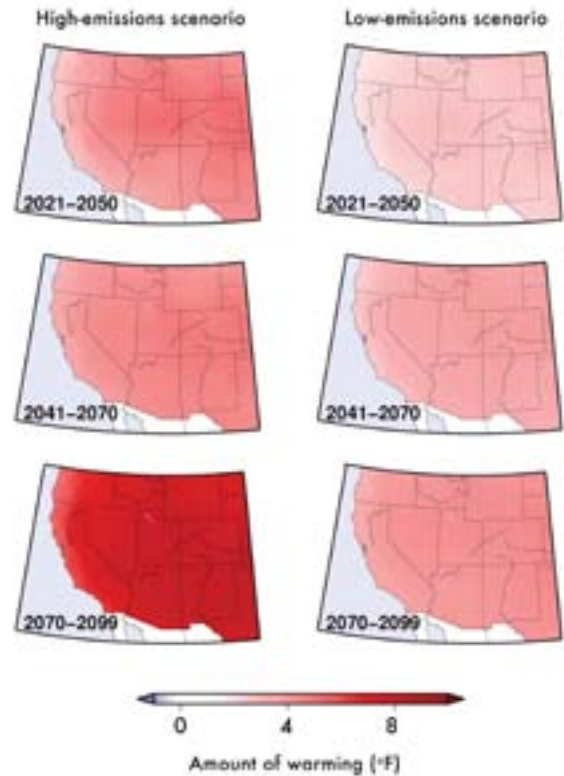 High-emissions scenario
Low-emissions scenario
2021–2050
2021–2050
2041–2070
2041–2070
2070–2099
2070–2099
0 4 8
Amount of warming (°F)